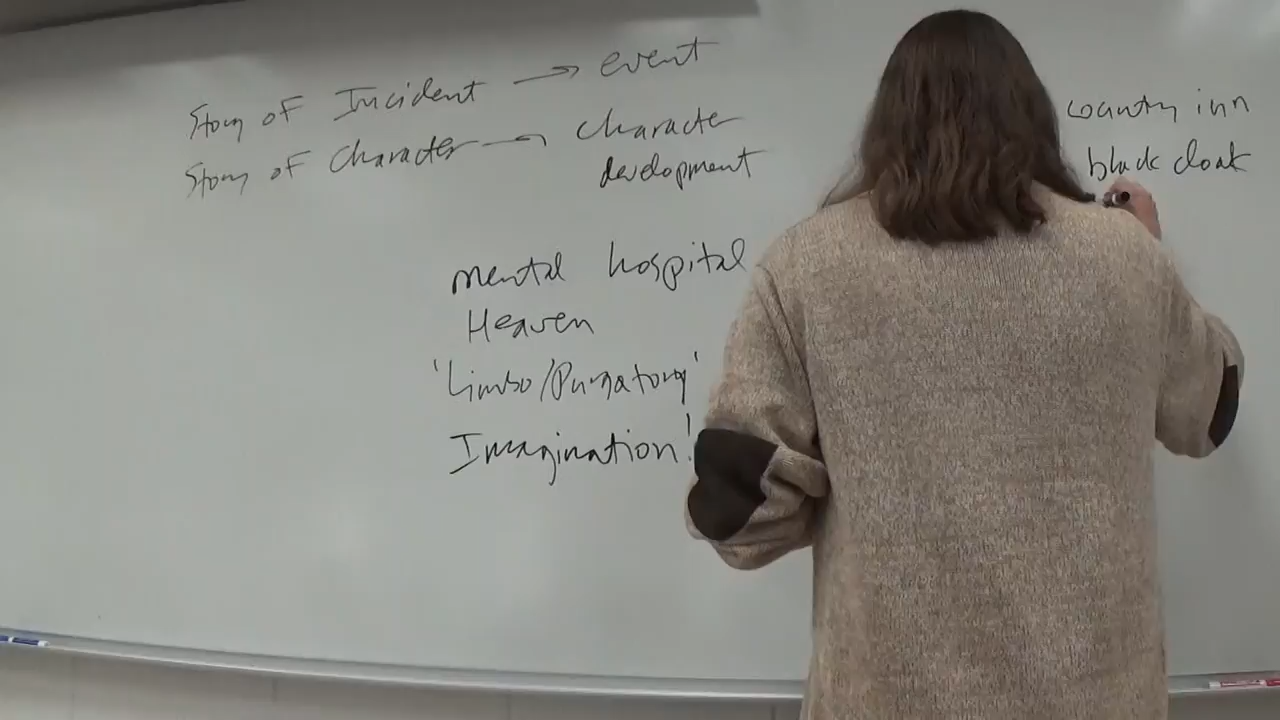 Story of Incident → event
Story of Character → character
development
mental hospital
Heaven
'Limbo/Purgatory'
Imagination!
country inn
black cloak